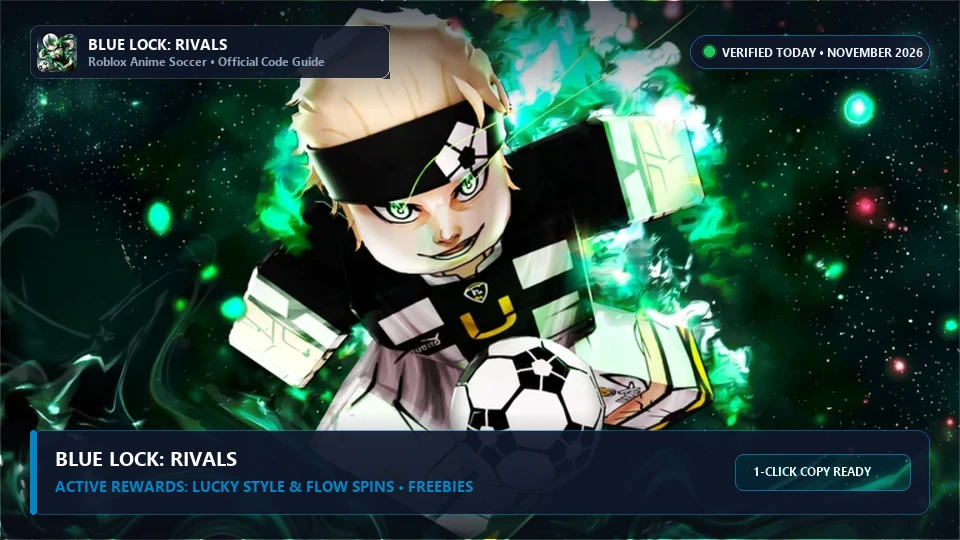 BLUE LOCK: RIVALS
Roblox Anime Soccer • Official Code Guide
VERIFIED TODAY • NOVEMBER 2026
BLUE LOCK: RIVALS
ACTIVE REWARDS: LUCKY STYLE & FLOW SPINS • FREEBIES
1-CLICK COPY READY